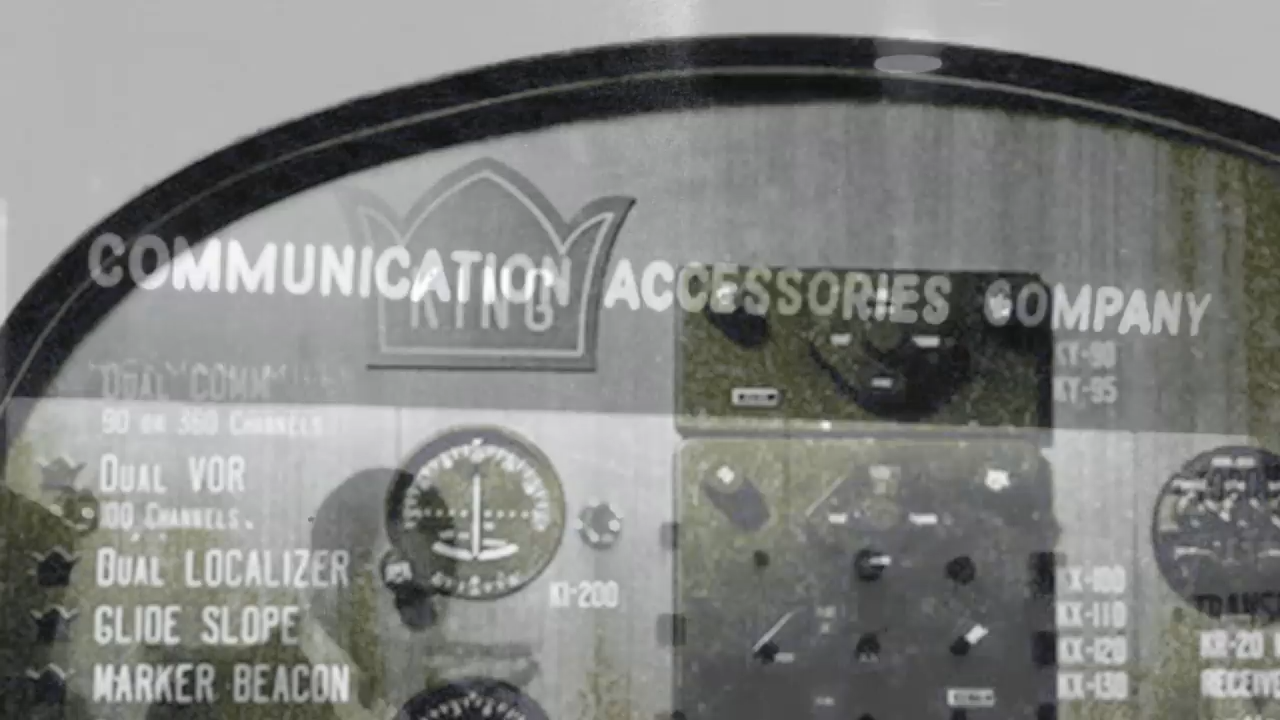 COMMUNICATION ACCESSORIES COMPANY
KING
DUAL COMM
90 OR 360 CHANNELS
KY-90
KY-95
DUAL VOR
100 CHANNELS.
DUAL LOCALIZER
GLIDE SLOPE
MARKER BEACON
KI-200
KX-100
KX-110
KX-120
KX-130
KR-20